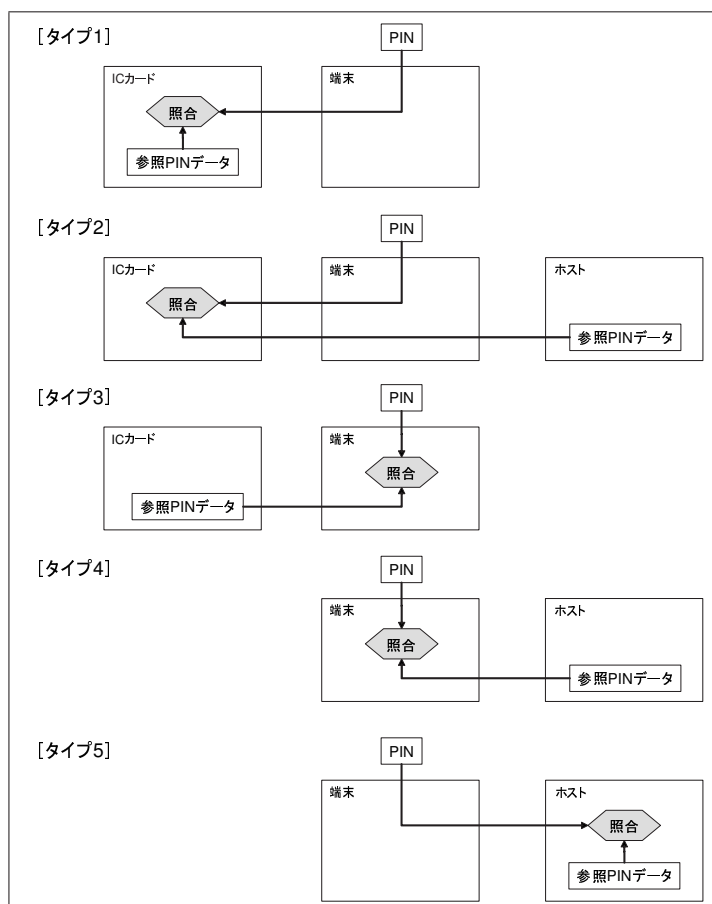 [タイプ1]
PIN
ICカード
端末
照合
参照PINデータ
[タイプ2]
PIN
ICカード
端末
ホスト
照合
参照PINデータ
[タイプ3]
PIN
ICカード
端末
照合
参照PINデータ
[タイプ4]
PIN
端末
ホスト
照合
参照PINデータ
[タイプ5]
PIN
端末
ホスト
照合
参照PINデータ